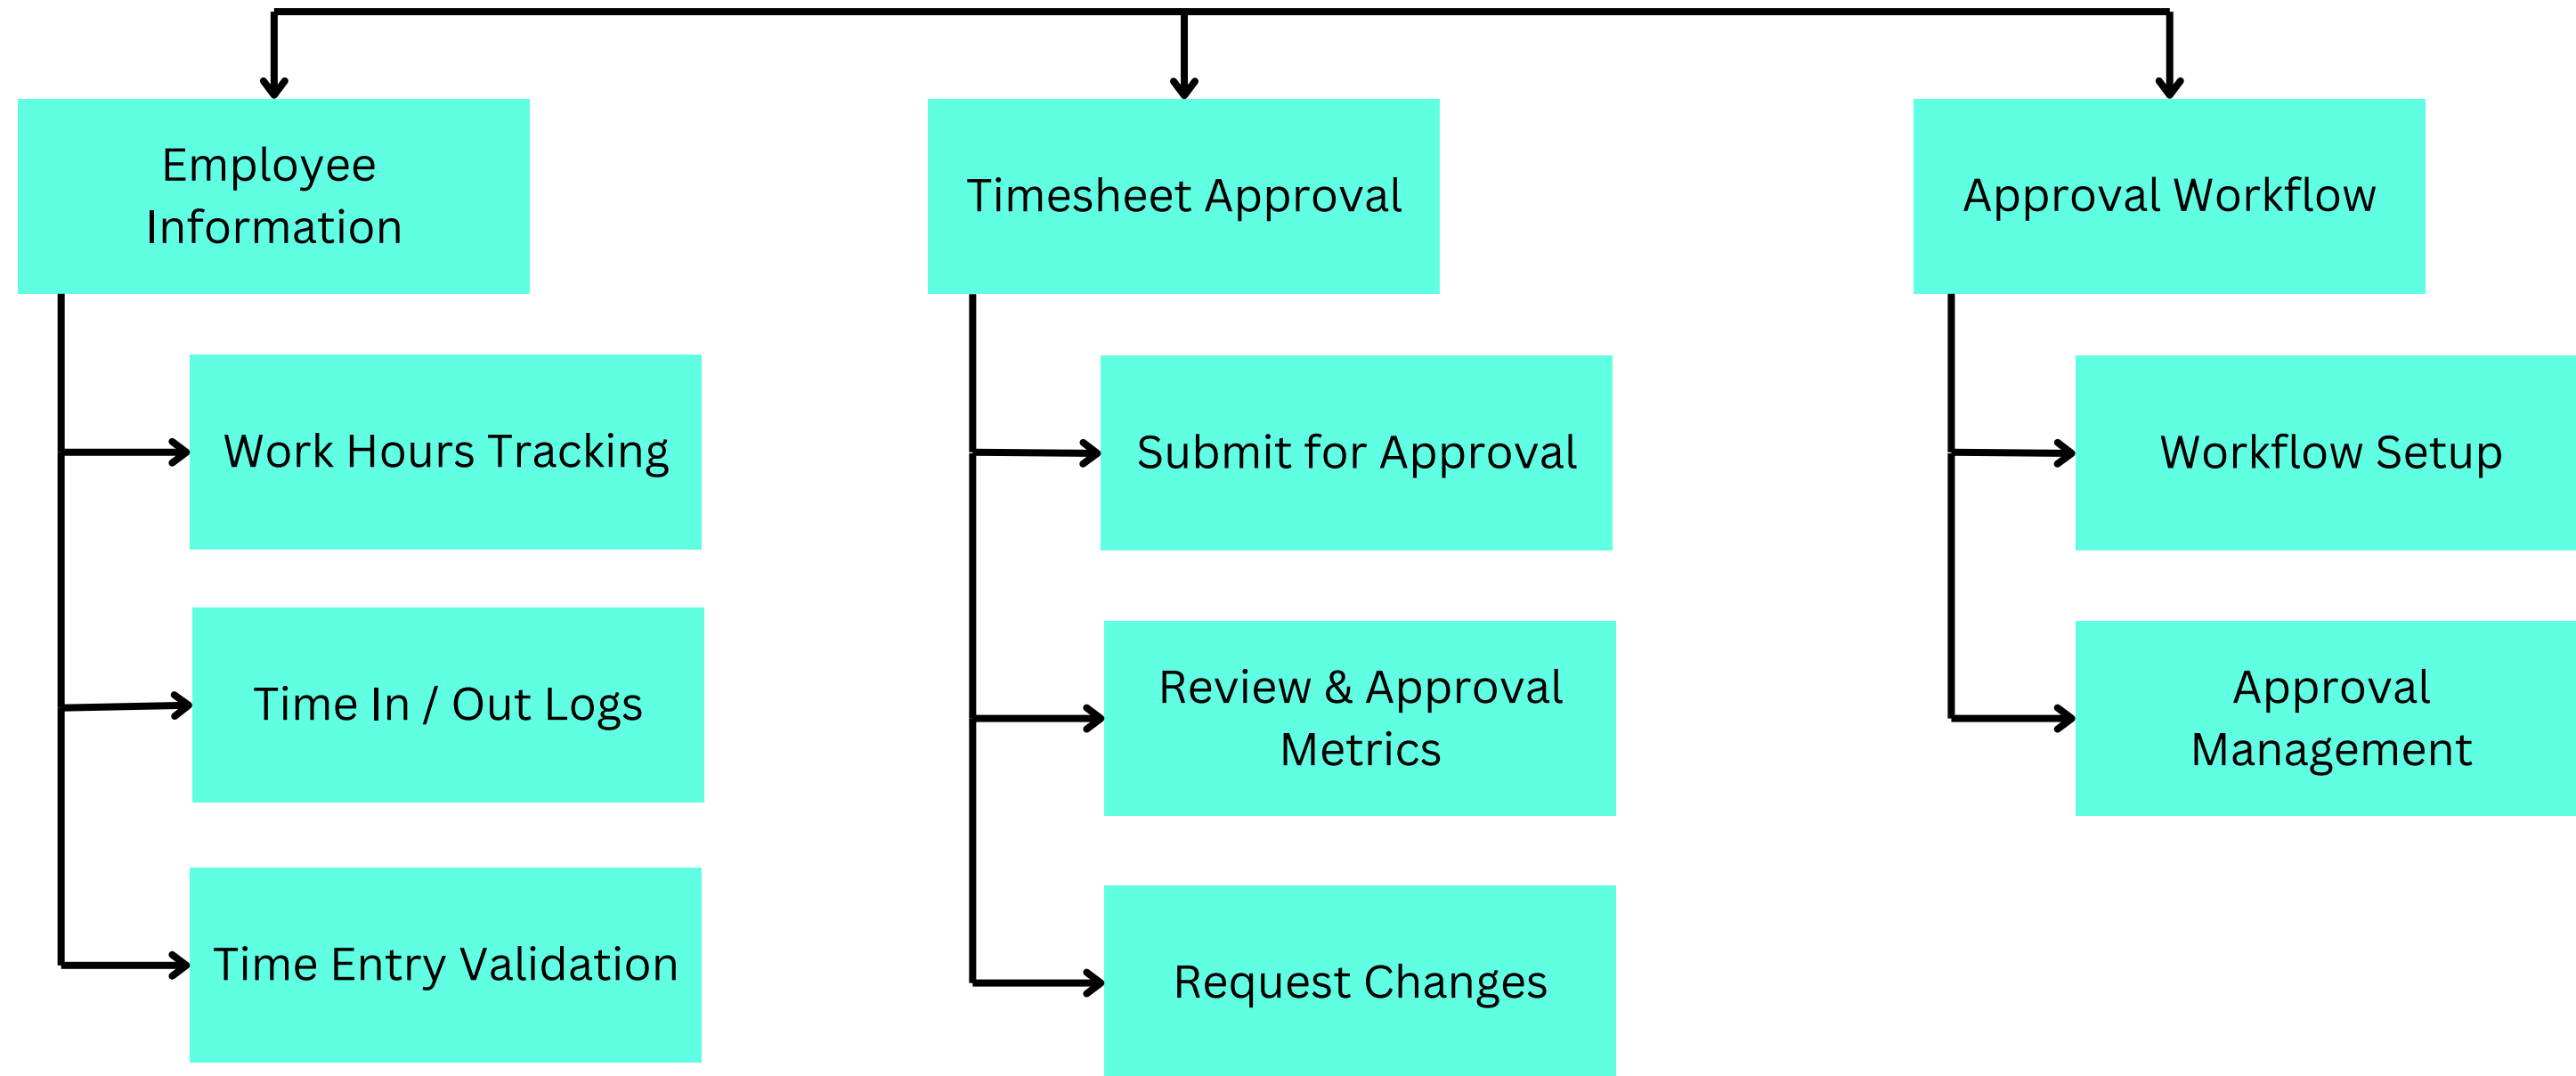 Employee
Information
Work Hours Tracking
Time In / Out Logs
Time Entry Validation
Timesheet Approval
Submit for Approval
Review & Approval
Metrics
Request Changes
Approval Workflow
Workflow Setup
Approval
Management